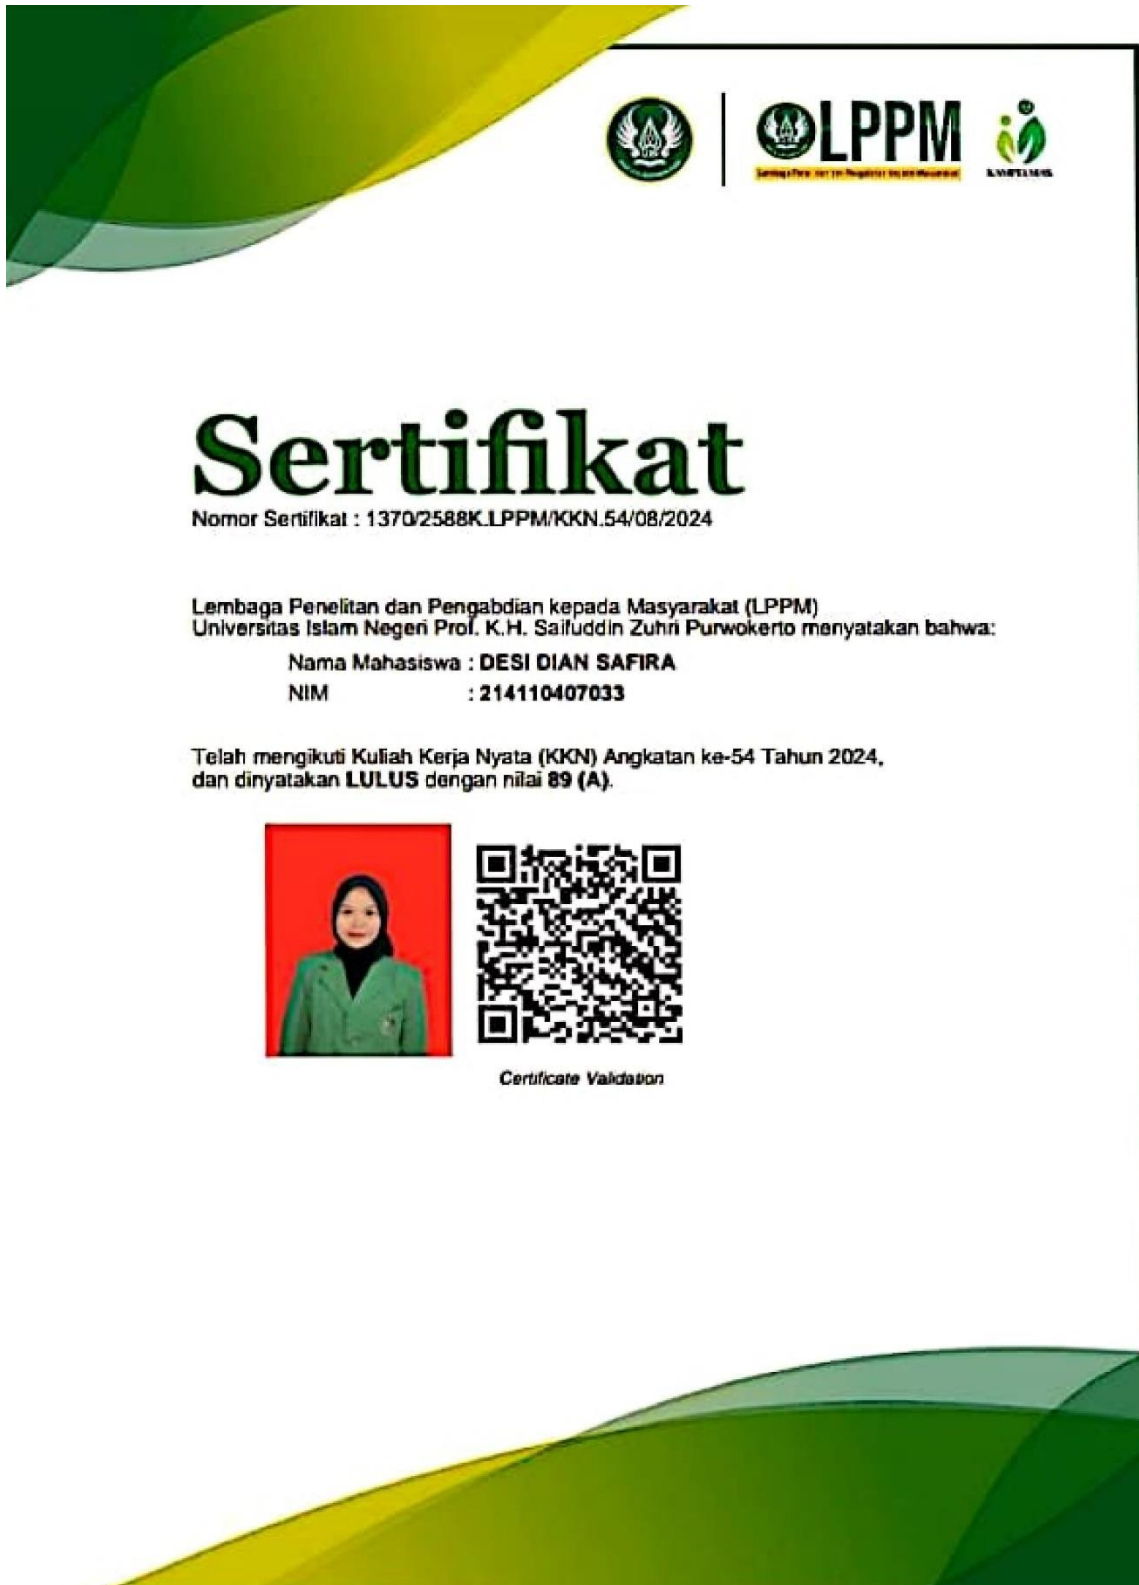 LPPM
Sertifikat
Nomor Sertifikat : 1370/2588K.LPPM/KKN.54/08/2024
Lembaga Penelitan dan Pengabdian kepada Masyarakat (LPPM)
Universitas Islam Negeri Prof. K.H. Saifuddin Zuhri Purwokerto menyatakan bahwa:
Nama Mahasiswa : DESI DIAN SAFIRA
NIM : 214110407033
Telah mengikuti Kuliah Kerja Nyata (KKN) Angkatan ke-54 Tahun 2024,
dan dinyatakan LULUS dengan nilai 89 (A).
Certificate Validation